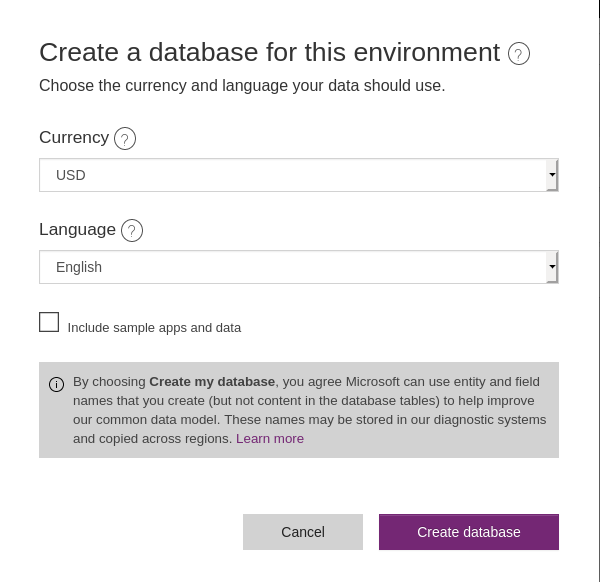 Create a database for this environment ?
Choose the currency and language your data should use.
Currency ?
USD
Language ?
English
Include sample apps and data
By choosing Create my database, you agree Microsoft can use entity and field
names that you create (but not content in the database tables) to help improve
our common data model. These names may be stored in our diagnostic systems
and copied across regions. Learn more
Cancel
Create database